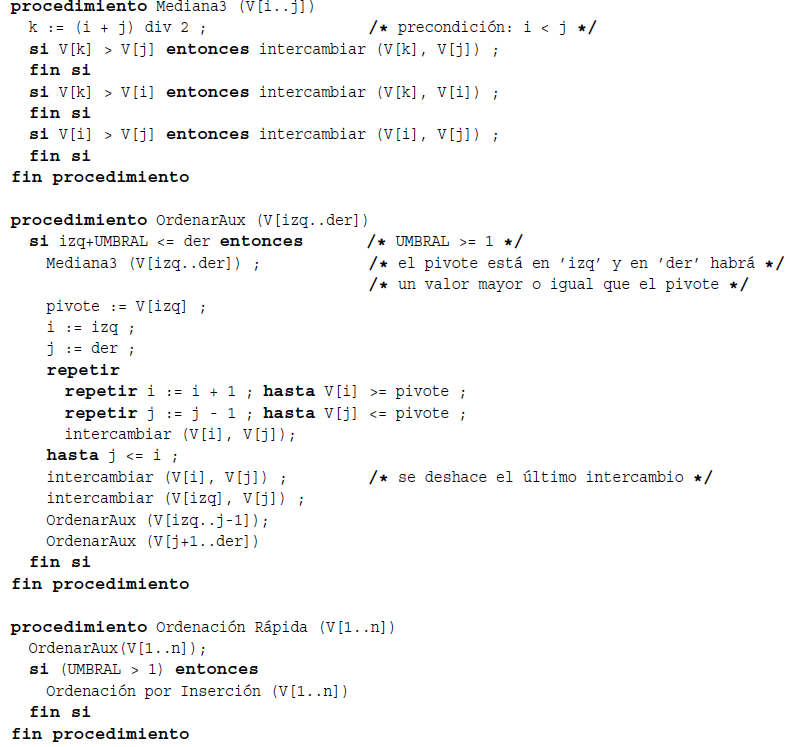 procedimiento Mediana3 (V[i..j])
k := (i + j) div 2 ; /* precondición: i < j */
si V[k] > V[j] entonces intercambiar (V[k], V[j]) ;
fin si
si V[k] > V[i] entonces intercambiar (V[k], V[i]) ;
fin si
si V[i] > V[j] entonces intercambiar (V[i], V[j]) ;
fin si
fin procedimiento
procedimiento OrdenarAux (V[izq..der])
si izq+UMBRAL <= der entonces /* UMBRAL >= 1 */
Mediana3 (V[izq..der]) ; /* el pivote está en 'izq' y en 'der' habrá */
/* un valor mayor o igual que el pivote */
pivote := V[izq] ;
i := izq ;
j := der ;
repetir
repetir i := i + 1 ; hasta V[i] >= pivote ;
repetir j := j - 1 ; hasta V[j] <= pivote ;
intercambiar (V[i], V[j]);
hasta j <= i ;
intercambiar (V[i], V[j]) ; /* se deshace el último intercambio */
intercambiar (V[izq], V[j]) ;
OrdenarAux (V[izq..j-1]);
OrdenarAux (V[j+1..der])
fin si
fin procedimiento
procedimiento Ordenación Rápida (V[1..n])
OrdenarAux(V[1..n]);
si (UMBRAL > 1) entonces
Ordenación por Inserción (V[1..n])
fin si
fin procedimiento